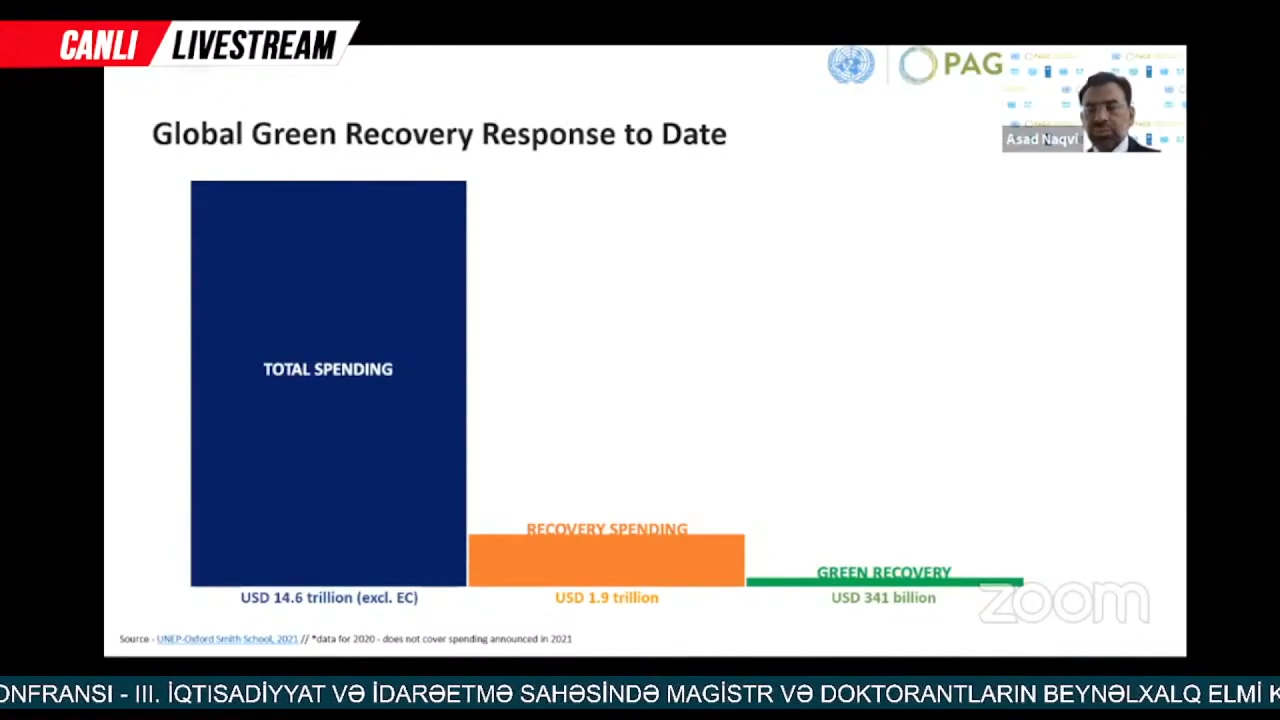 CANLI LIVESTREAM
PAG
Asad Naqvi
Global Green Recovery Response to Date
TOTAL SPENDING
RECOVERY SPENDING
GREEN RECOVERY
USD 14.6 trillion (excl. EC)
USD 1.9 trillion
USD 341 billion
zoom
Source - UNEP-Oxford Smith School, 2021 // *data for 2020 - does not cover spending announced in 2021
ONFRANSI - III. İQTISADİYYAT VƏ İDARƏETMƏ SAHƏSİNDƏ MAGİSTR VƏ DOKTORANTLARIN BEYNƏLXALQ ELMİ K